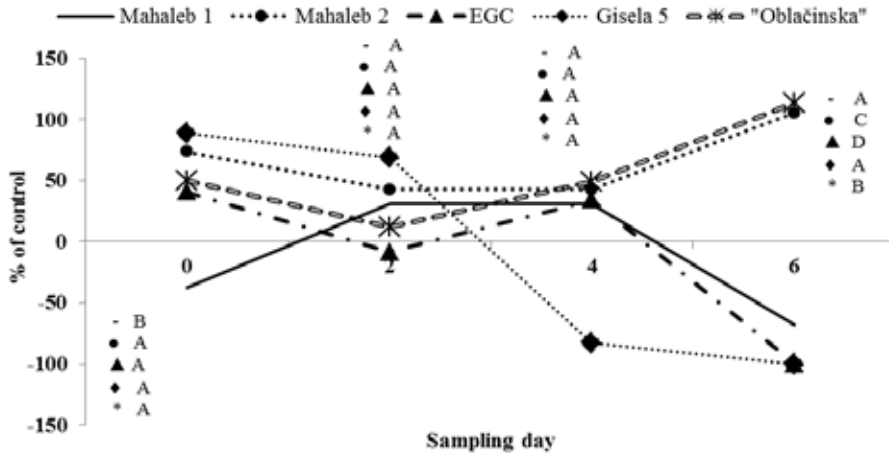 Mahaleb 1 Mahaleb 2 EGC Gisela 5 "Oblačinska"
150
100
50
0
-50
-100
-150
% of control
- A
A
A
A
* A
- A
A
A
A
* A
- A
C
D
A
* B
0 2 4 6
- B
A
A
A
* A
Sampling day